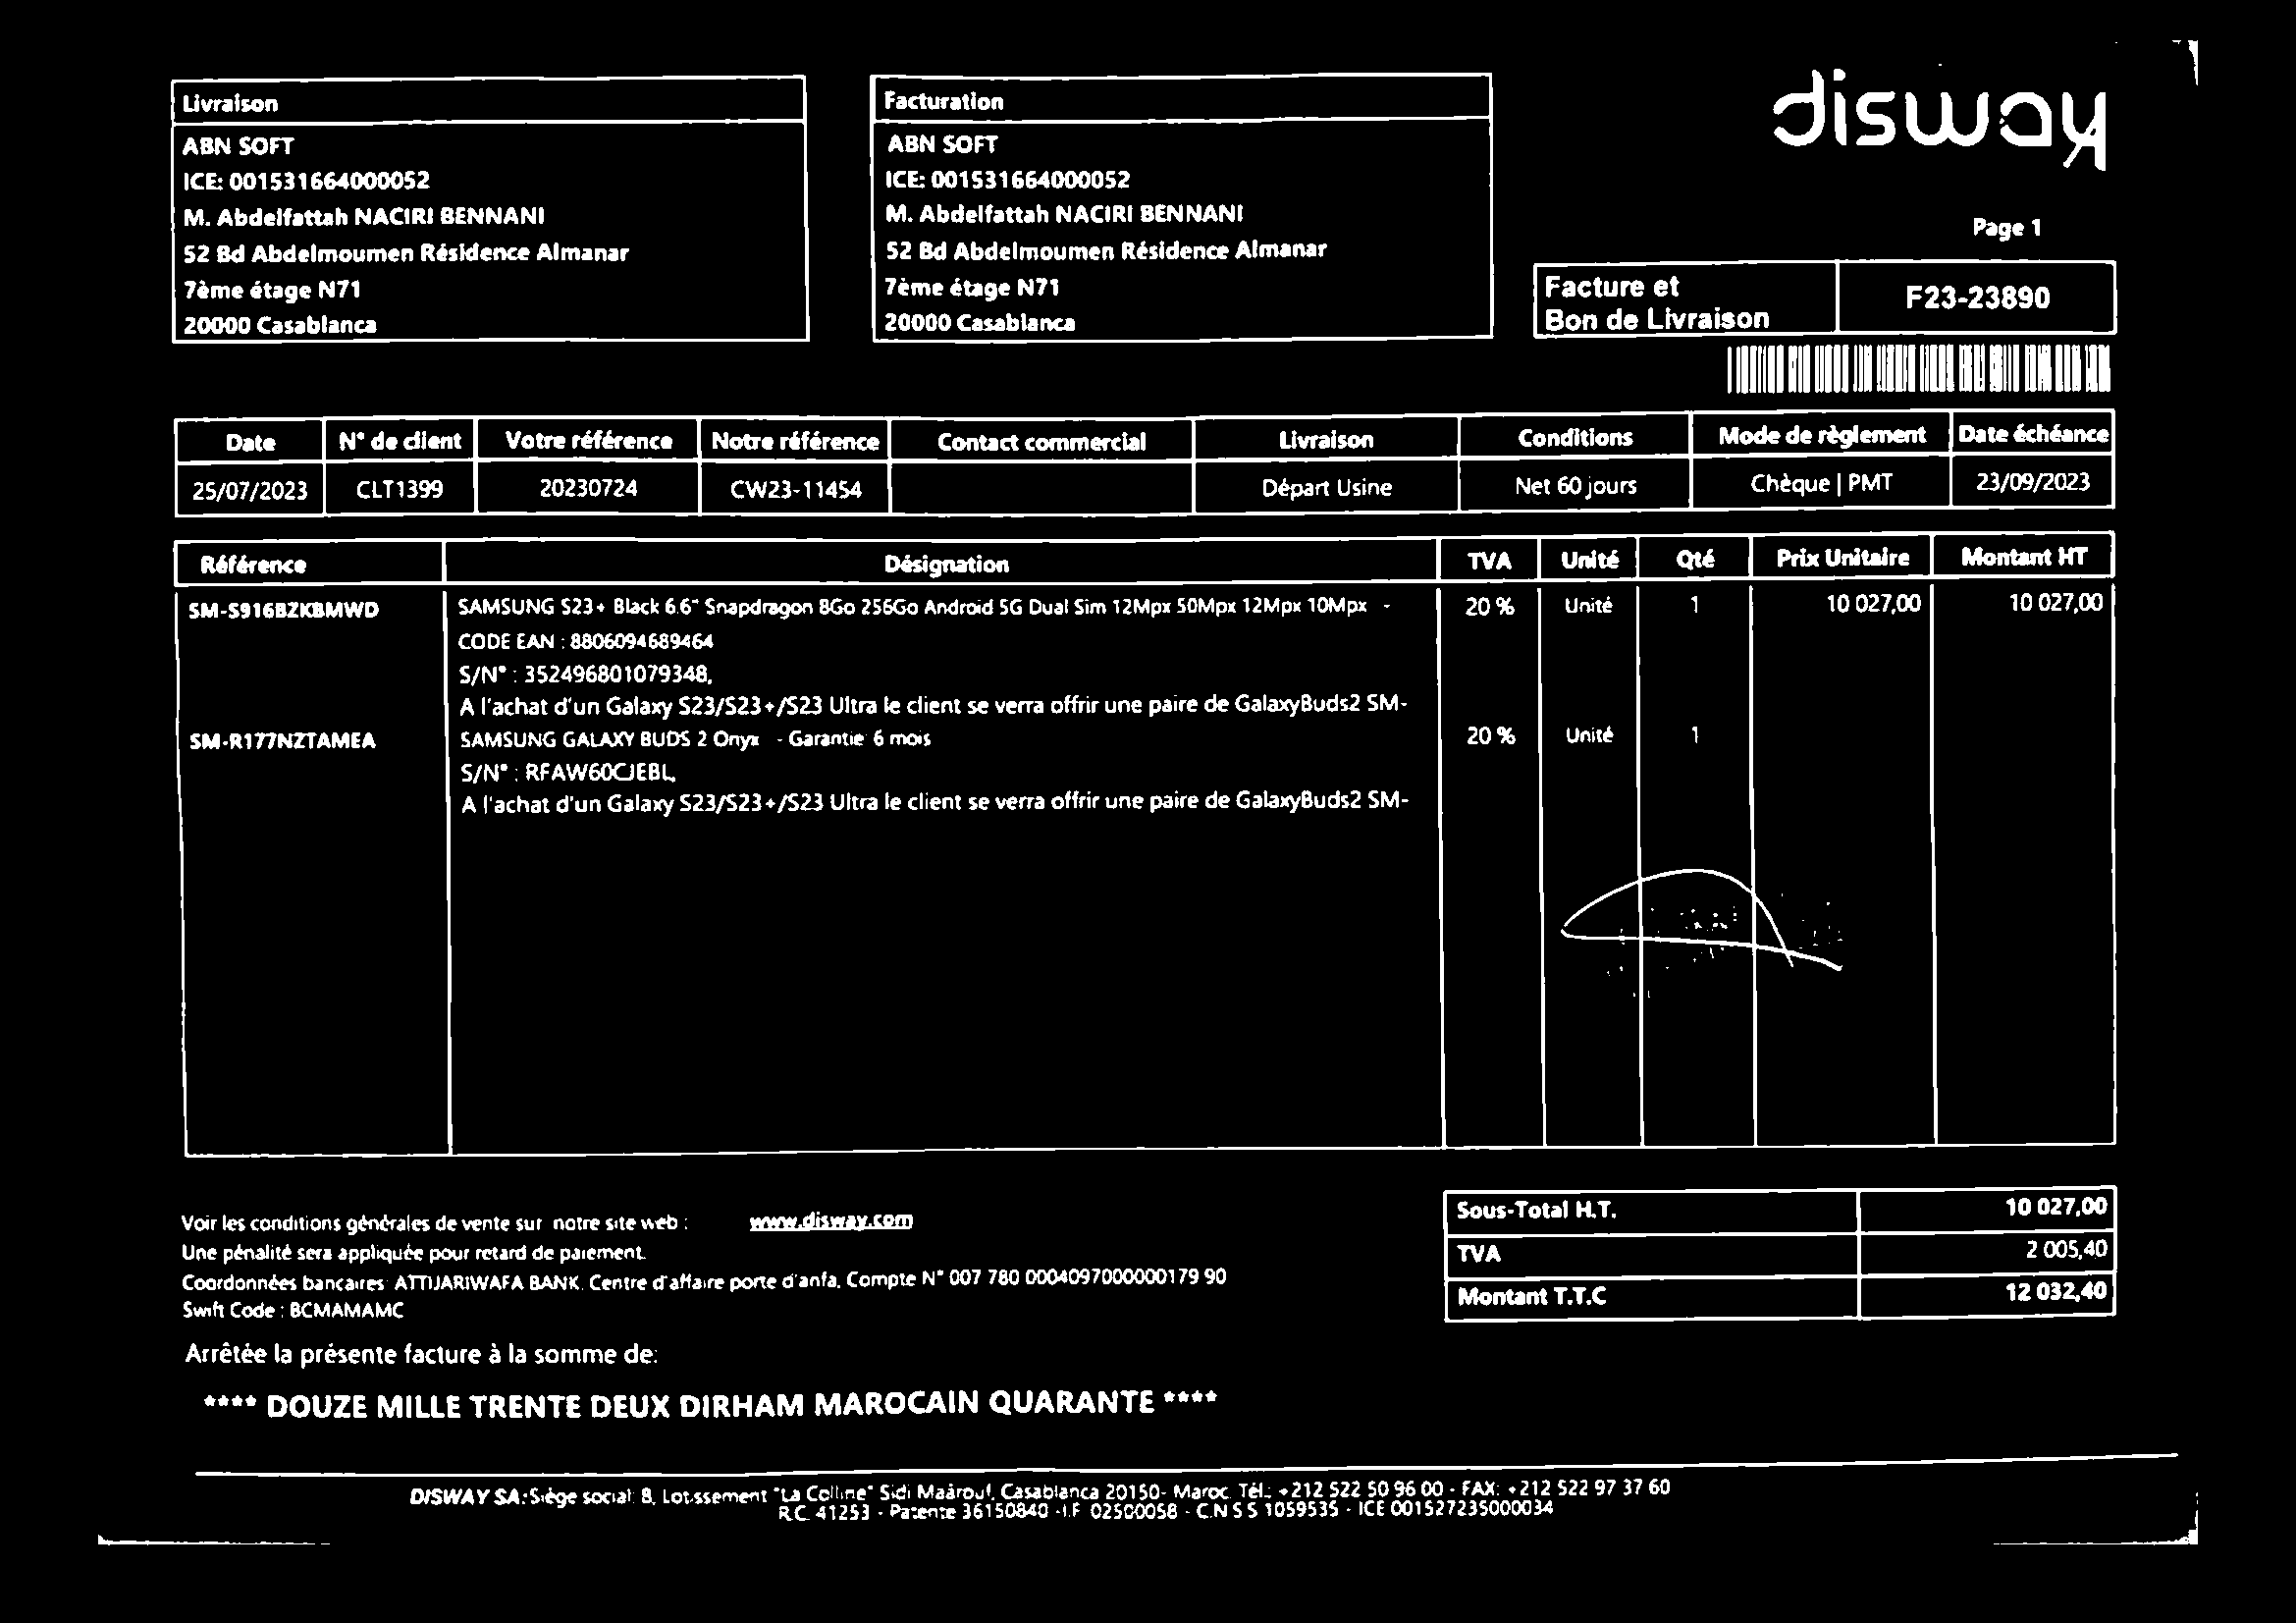 disway
Livraison
ABN SOFT
ICE: 001531664000052
M. Abdelfattah NACIRI BENNANI
52 Bd Abdelmoumen Résidence Almanar
7ème étage N71
20000 Casablanca
Facturation
ABN SOFT
ICE: 001531664000052
M. Abdelfattah NACIRI BENNANI
52 Bd Abdelmoumen Résidence Almanar
7ème étage N71
20000 Casablanca
Page 1
Facture et
Bon de Livraison
F23-23890
Date N° de client Votre référence Notre référence Contact commercial Livraison Conditions Mode de règlement Date échéance
25/07/2023 CLT1399 20230724 CW23-11454 Départ Usine Net 60 jours Chèque | PMT 23/09/2023
Référence Désignation TVA Unité Qté Prix Unitaire Montant HT
SM-S916BZKBMWD SAMSUNG S23+ Black 6.6" Snapdragon 8Go 256Go Android 5G Dual Sim 12Mpx 50Mpx 12Mpx 10Mpx - 20 % Unité 1 10 027,00 10 027,00
CODE EAN : 8806094689464
S/N° : 352496801079348,
A l'achat d'un Galaxy S23/S23+/S23 Ultra le client se verra offrir une paire de GalaxyBuds2 SM-
SM-R177NZTAMEA SAMSUNG GALAXY BUDS 2 Onyx - Garantie 6 mois 20 % Unité 1
S/N° : RFAW60CJEBL,
A l'achat d'un Galaxy S23/S23+/S23 Ultra le client se verra offrir une paire de GalaxyBuds2 SM-
Voir les conditions générales de vente sur notre site web : www.disway.com
Une pénalité sera appliquée pour retard de paiement.
Coordonnées bancaires: ATTIJARIWAFA BANK, Centre d'affaire porte d'anfa, Compte N° 007 780 0004097000000179 90
Swift Code : BCMAMAMC
Sous-Total H.T. 10 027,00
TVA 2 005,40
Montant T.T.C 12 032,40
Arrêtée la présente facture à la somme de:
**** DOUZE MILLE TRENTE DEUX DIRHAM MAROCAIN QUARANTE ****
DISWAY SA: Siège social: 8, Lotissement "La Colline" Sidi Maârouf, Casablanca 20150- Maroc. Tél.: +212 522 50 96 00 - FAX: +212 522 97 37 60
R.C. 41253 - Patente 36150840 -I.F 02500058 - C.N.S.S 1059535 - ICE 001527235000034